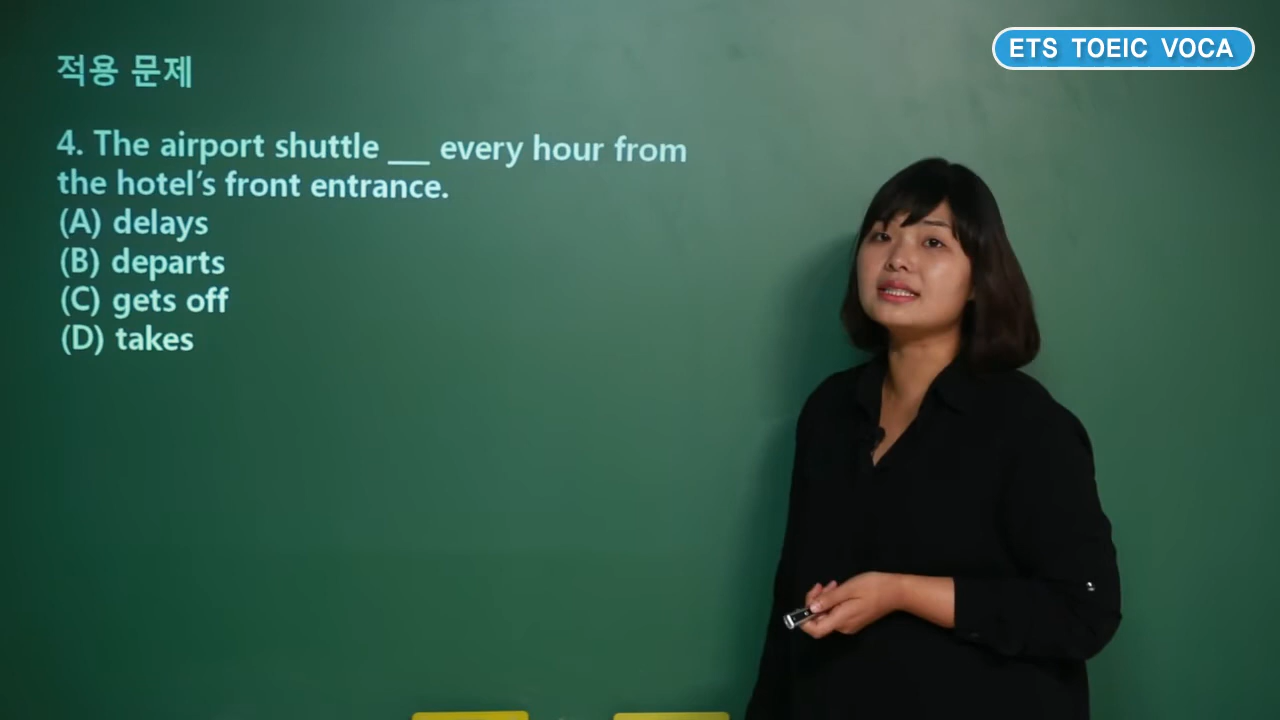 ETS TOEIC VOCA
적용 문제
4. The airport shuttle ___ every hour from
the hotel's front entrance.
(A) delays
(B) departs
(C) gets off
(D) takes